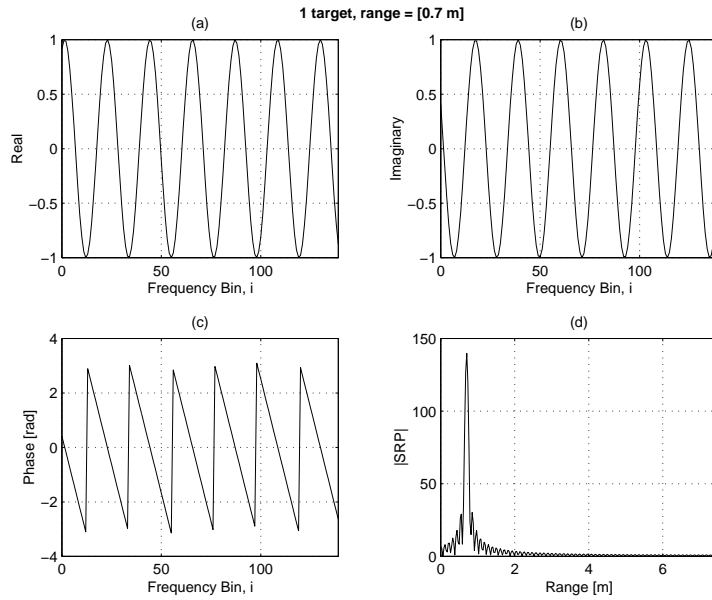 1 target, range = [0.7 m]
(a)
1
0.5
0
−0.5
−1
Real
0
50
100
Frequency Bin, i
(b)
1
0.5
0
−0.5
−1
Imaginary
0
50
100
Frequency Bin, i
(c)
4
2
0
−2
−4
Phase [rad]
0
50
100
Frequency Bin, i
(d)
150
100
50
0
|SRP|
0
2
4
6
Range [m]